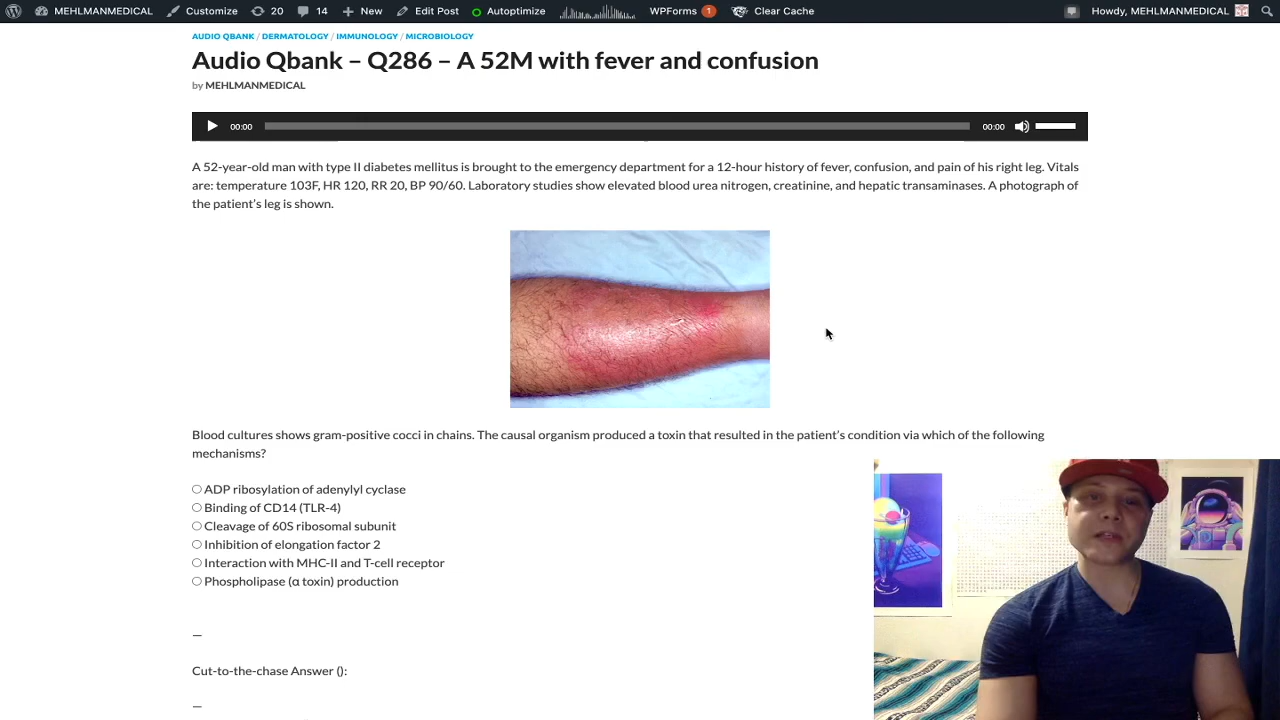 MEHLMANMEDICAL Customize 20 14 New Edit Post Autoptimize WPForms 1 Clear Cache Howdy, MEHLMANMEDICAL
AUDIO QBANK / DERMATOLOGY / IMMUNOLOGY / MICROBIOLOGY
Audio Qbank – Q286 – A 52M with fever and confusion
by MEHLMANMEDICAL
00:00 00:00
A 52-year-old man with type II diabetes mellitus is brought to the emergency department for a 12-hour history of fever, confusion, and pain of his right leg. Vitals
are: temperature 103F, HR 120, RR 20, BP 90/60. Laboratory studies show elevated blood urea nitrogen, creatinine, and hepatic transaminases. A photograph of
the patient's leg is shown.
Blood cultures shows gram-positive cocci in chains. The causal organism produced a toxin that resulted in the patient's condition via which of the following
mechanisms?
ADP ribosylation of adenylyl cyclase
Binding of CD14 (TLR-4)
Cleavage of 60S ribosomal subunit
Inhibition of elongation factor 2
Interaction with MHC-II and T-cell receptor
Phospholipase (α toxin) production
—
Cut-to-the-chase Answer ():
—